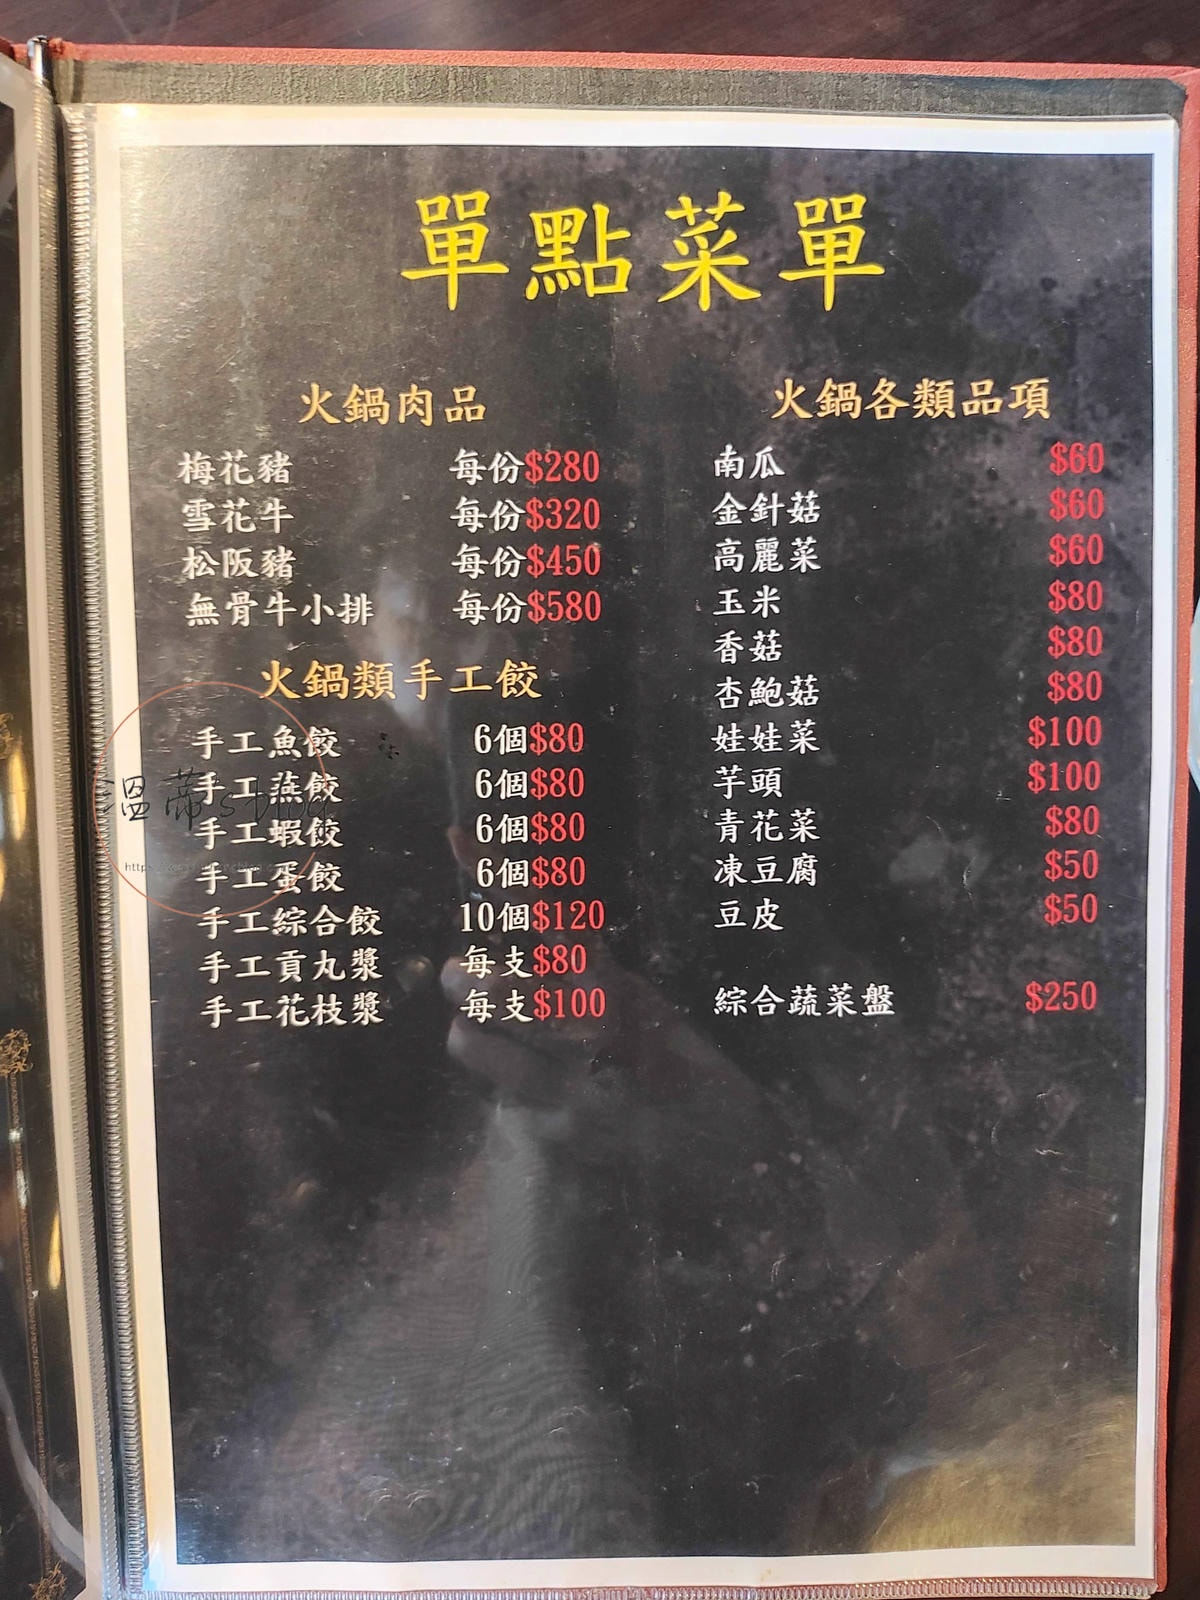 單點菜單
火鍋肉品
梅花豬 每份$280
雪花牛 每份$320
松阪豬 每份$450
無骨牛小排 每份$580
火鍋類手工餃
手工魚餃 6個$80
手工燕餃 6個$80
手工蝦餃 6個$80
手工蛋餃 6個$80
手工綜合餃 10個$120
手工貢丸漿 每支$80
手工花枝漿 每支$100
火鍋各類品項
南瓜 $60
金針菇 $60
高麗菜 $60
玉米 $80
香菇 $80
杏鮑菇 $80
娃娃菜 $100
芋頭 $100
青花菜 $80
凍豆腐 $50
豆皮 $50
綜合蔬菜盤 $250
溫蒂